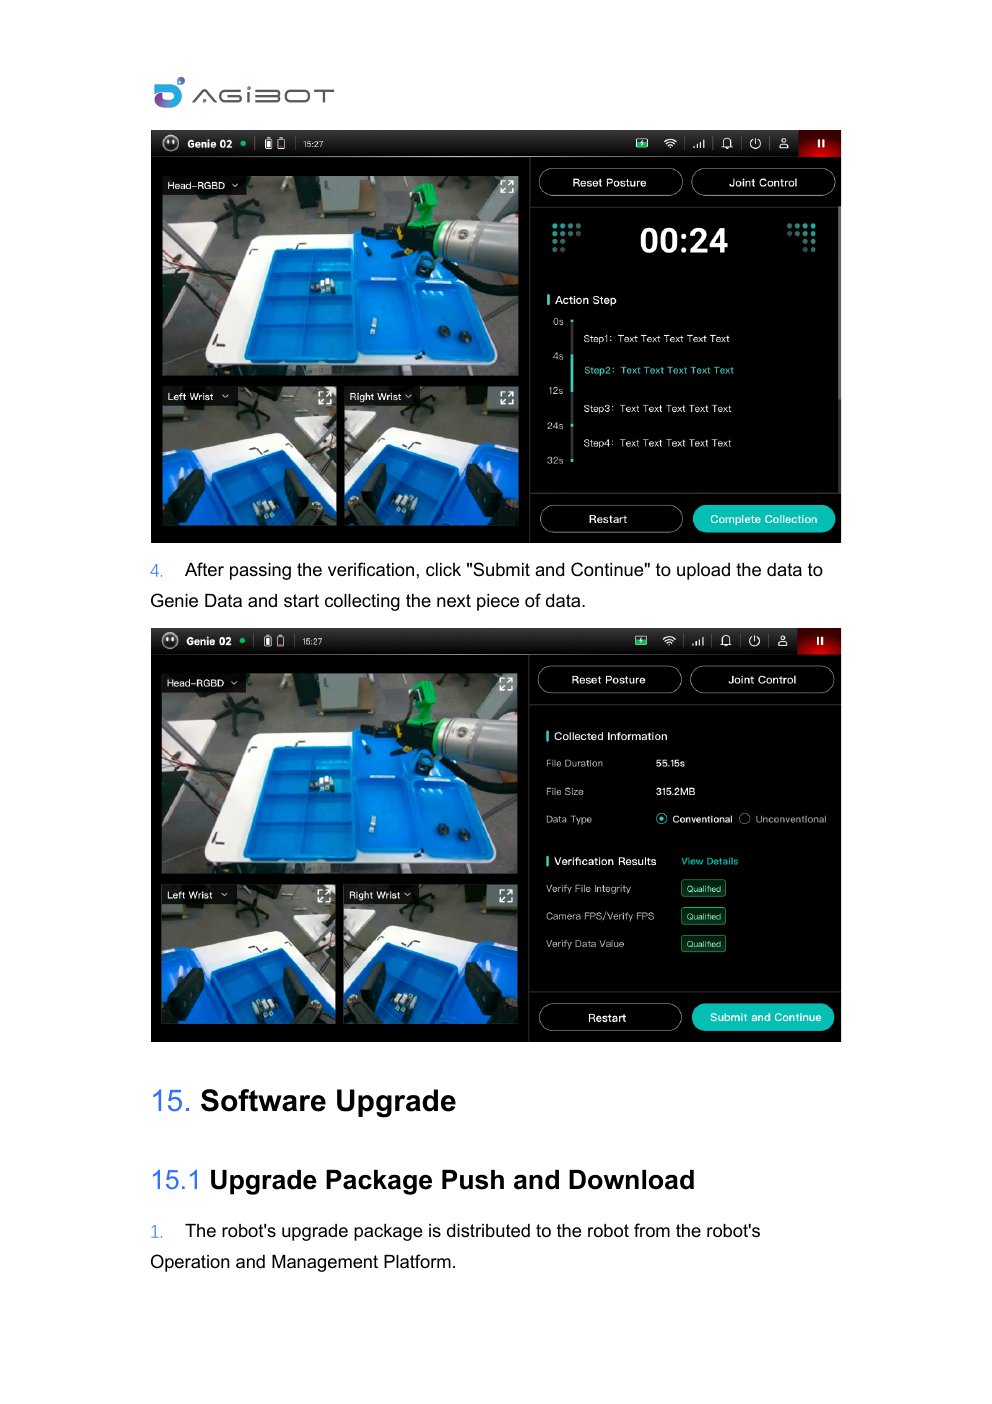 AGIBOT
Genie 02 15:27
Head-RGBD
Reset Posture Joint Control
00:24
Action Step
0s
Step1: Text Text Text Text Text
4s
Step2: Text Text Text Text Text
12s
Step3: Text Text Text Text Text
24s
Step4: Text Text Text Text Text
32s
Left Wrist Right Wrist
Restart Complete Collection
4. After passing the verification, click "Submit and Continue" to upload the data to
Genie Data and start collecting the next piece of data.
Genie 02 15:27
Head-RGBD
Reset Posture Joint Control
Collected Information
File Duration 55.15s
File Size 315.2MB
Data Type Conventional Unconventional
Verification Results View Details
Verify File Integrity Qualified
Camera FPS/Verify FPS Qualified
Verify Data Value Qualified
Left Wrist Right Wrist
Restart Submit and Continue
15. Software Upgrade
15.1 Upgrade Package Push and Download
1. The robot's upgrade package is distributed to the robot from the robot's
Operation and Management Platform.